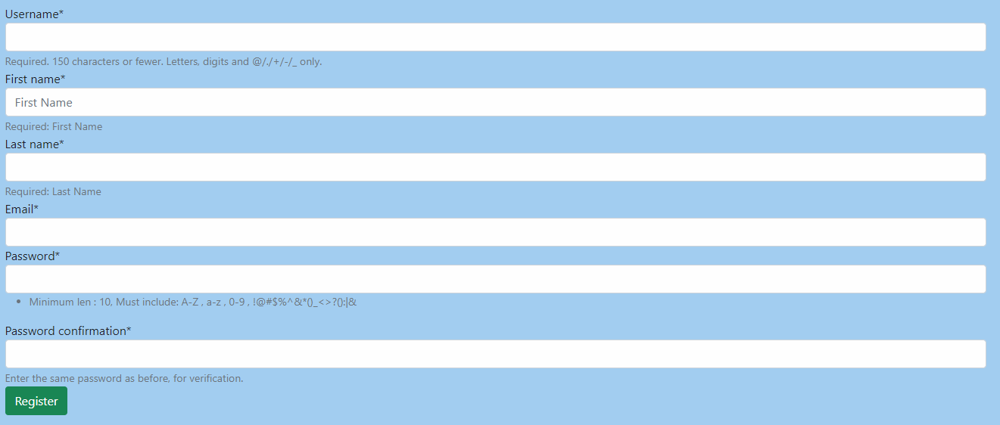 Username*
Required. 150 characters or fewer. Letters, digits and @/./+/-/_ only.
First name*
First Name
Required: First Name
Last name*
Required: Last Name
Email*
Password*
• Minimum len : 10, Must include: A-Z , a-z , 0-9 , !@#$%^&*()_<>?():|&
Password confirmation*
Enter the same password as before, for verification.
Register